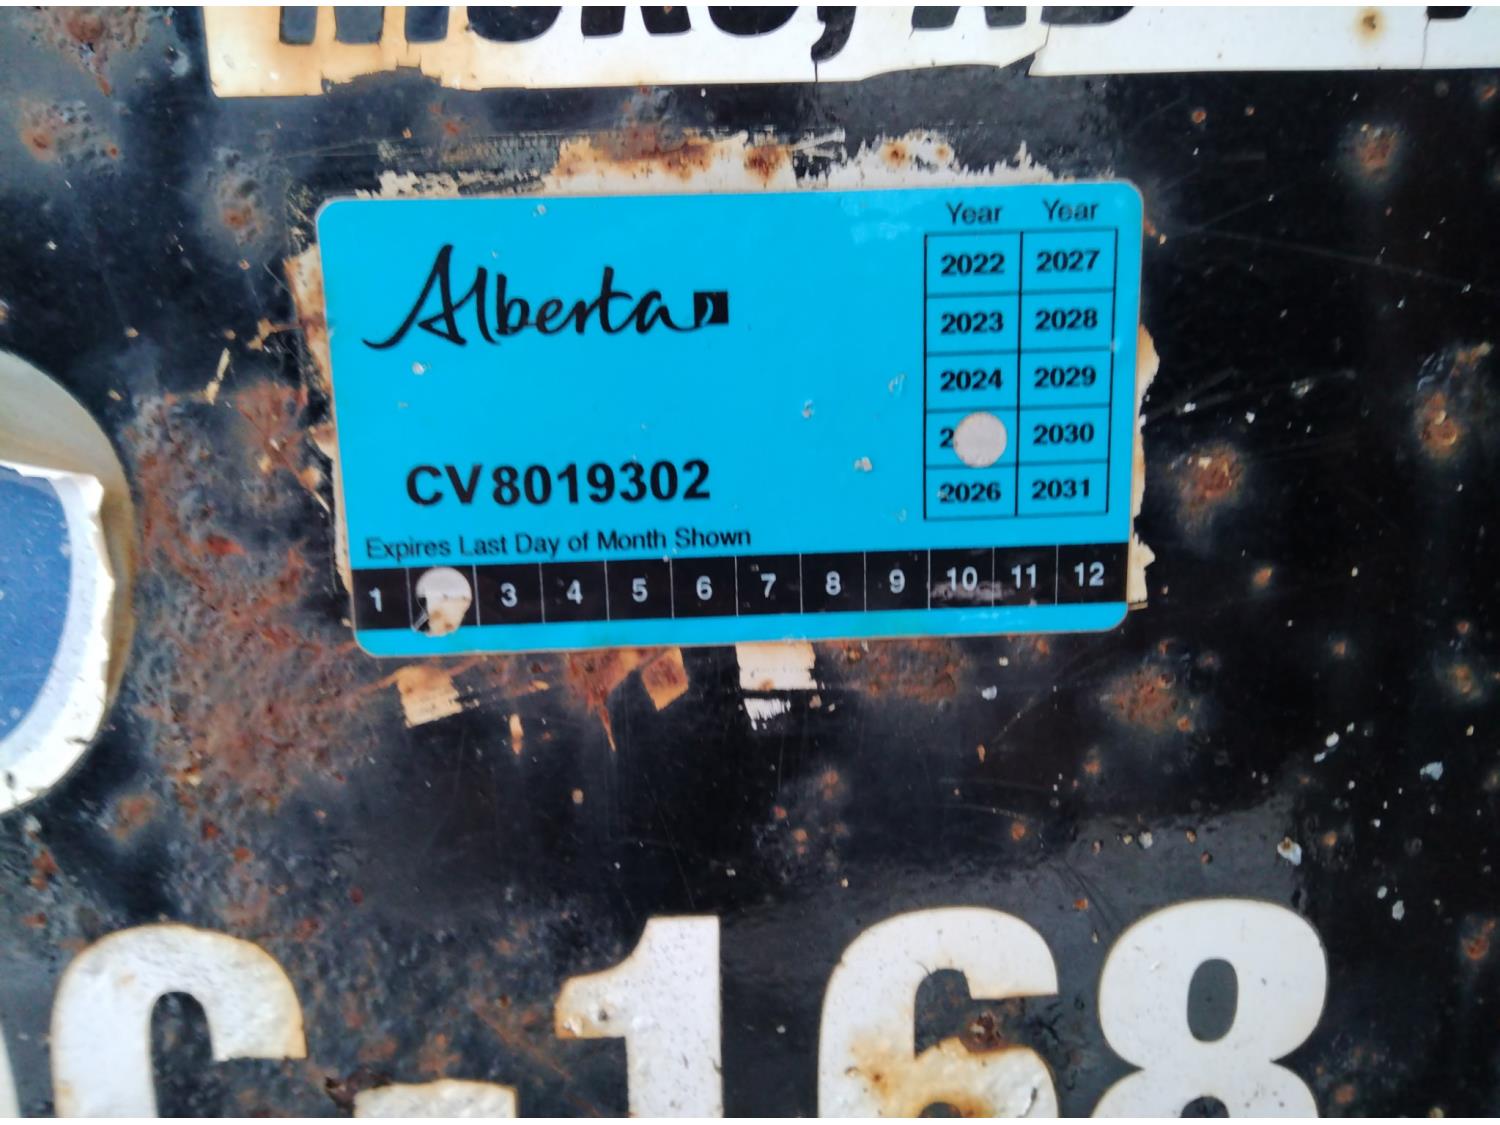 Alberta
Year Year
2022 2027
2023 2028
2024 2029
2 2030
2026 2031
CV8019302
Expires Last Day of Month Shown
1 3 4 5 6 7 8 9 10 11 12
G-168